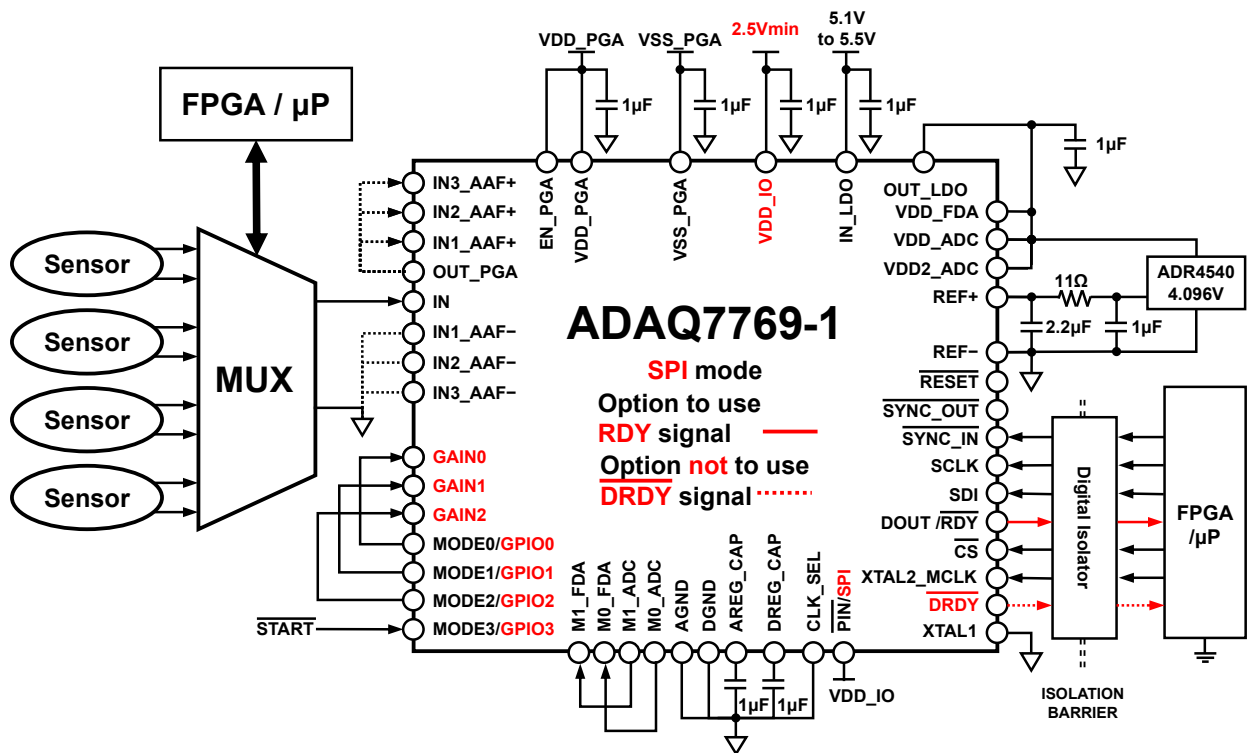 VDD_PGA
VSS_PGA
2.5Vmin
5.1V
to 5.5V
1µF
1µF
1µF
1µF
1µF
FPGA / µP
Sensor
Sensor
Sensor
Sensor
MUX
IN3_AAF+
IN2_AAF+
IN1_AAF+
OUT_PGA
IN
IN1_AAF−
IN2_AAF−
IN3_AAF−
GAIN0
GAIN1
GAIN2
MODE0/GPIO0
MODE1/GPIO1
MODE2/GPIO2
MODE3/GPIO3
START
EN_PGA
VDD_PGA
VSS_PGA
VDD_IO
IN_LDO
OUT_LDO
VDD_FDA
VDD_ADC
VDD2_ADC
REF+
REF−
RESET
SYNC_OUT
SYNC_IN
SCLK
SDI
DOUT /RDY
CS
XTAL2_MCLK
DRDY
XTAL1
ADAQ7769-1
SPI mode
Option to use
RDY signal
Option not to use
DRDY signal
M1_FDA
M0_FDA
M1_ADC
M0_ADC
AGND
DGND
AREG_CAP
DREG_CAP
CLK_SEL
PIN/SPI
1µF
1µF
VDD_IO
11Ω
2.2µF
1µF
ADR4540
4.096V
Digital Isolator
FPGA
/µP
ISOLATION
BARRIER